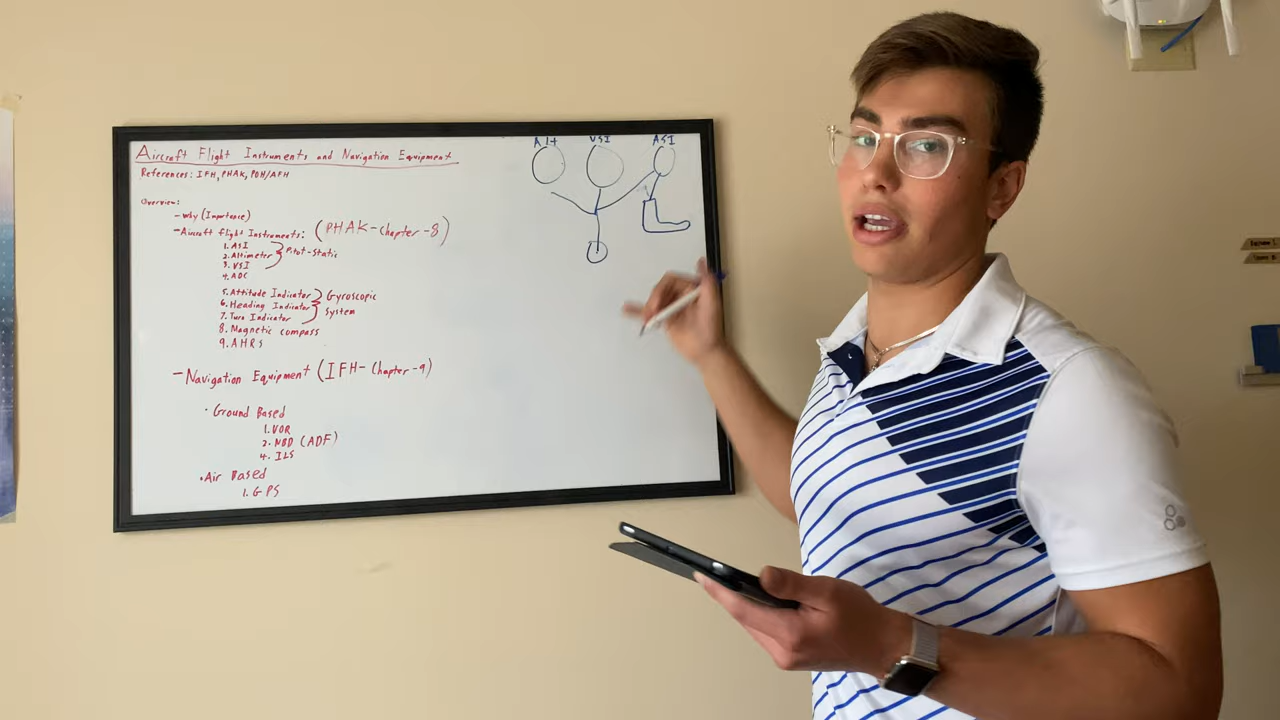 Aircraft Flight Instruments and Navigation Equipment
References: IFH, PHAK, POH/AFH
Overview:
- Why (Importance)
- Aircraft flight Instruments: (PHAK-Chapter-8)
1. ASI
2. Altimeter
3. VSI
Pitot-Static
4. ADC
5. Attitude Indicator
6. Heading Indicator
7. Turn Indicator
Gyroscopic
System
8. Magnetic compass
9. AHRS
- Navigation Equipment (IFH- Chapter-9)
• Ground Based
1. VOR
2. NBD (ADF)
4. ILS
• Air Based
1. GPS
Alt VSI ASI